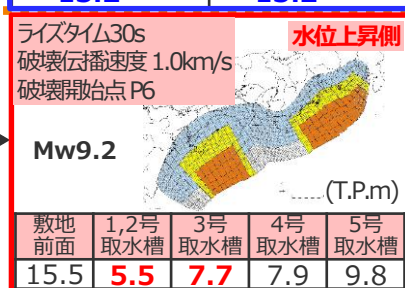 ライズタイム30s
水位上昇側
破壊伝播速度 1.0km/s
破壊開始点 P6
Mw9.2
(T.P.m)
敷地前面 1,2号取水槽 3号取水槽 4号取水槽 5号取水槽
15.5 5.5 7.7 7.9 9.8